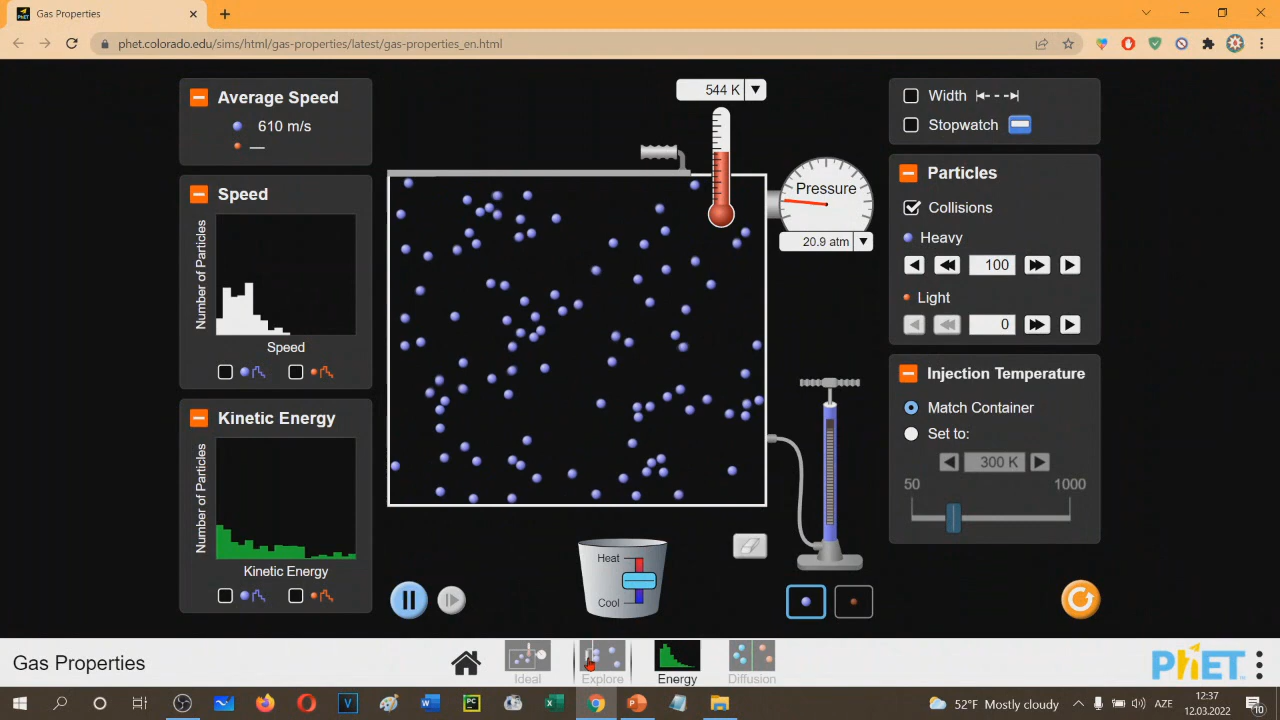 Gas Properties
phet.colorado.edu/sims/html/gas-properties/latest/gas-properties_en.html
Average Speed
610 m/s
—
Speed
Number of Particles
Speed
Kinetic Energy
Number of Particles
Kinetic Energy
544 K
Pressure
20.9 atm
Heat
Cool
Width
Stopwatch
Particles
Collisions
Heavy
100
Light
0
Injection Temperature
Match Container
Set to:
300 K
50 1000
Gas Properties
Ideal
Explore
Energy
Diffusion
PhET
52°F Mostly cloudy
AZE
12:37
12.03.2022
10